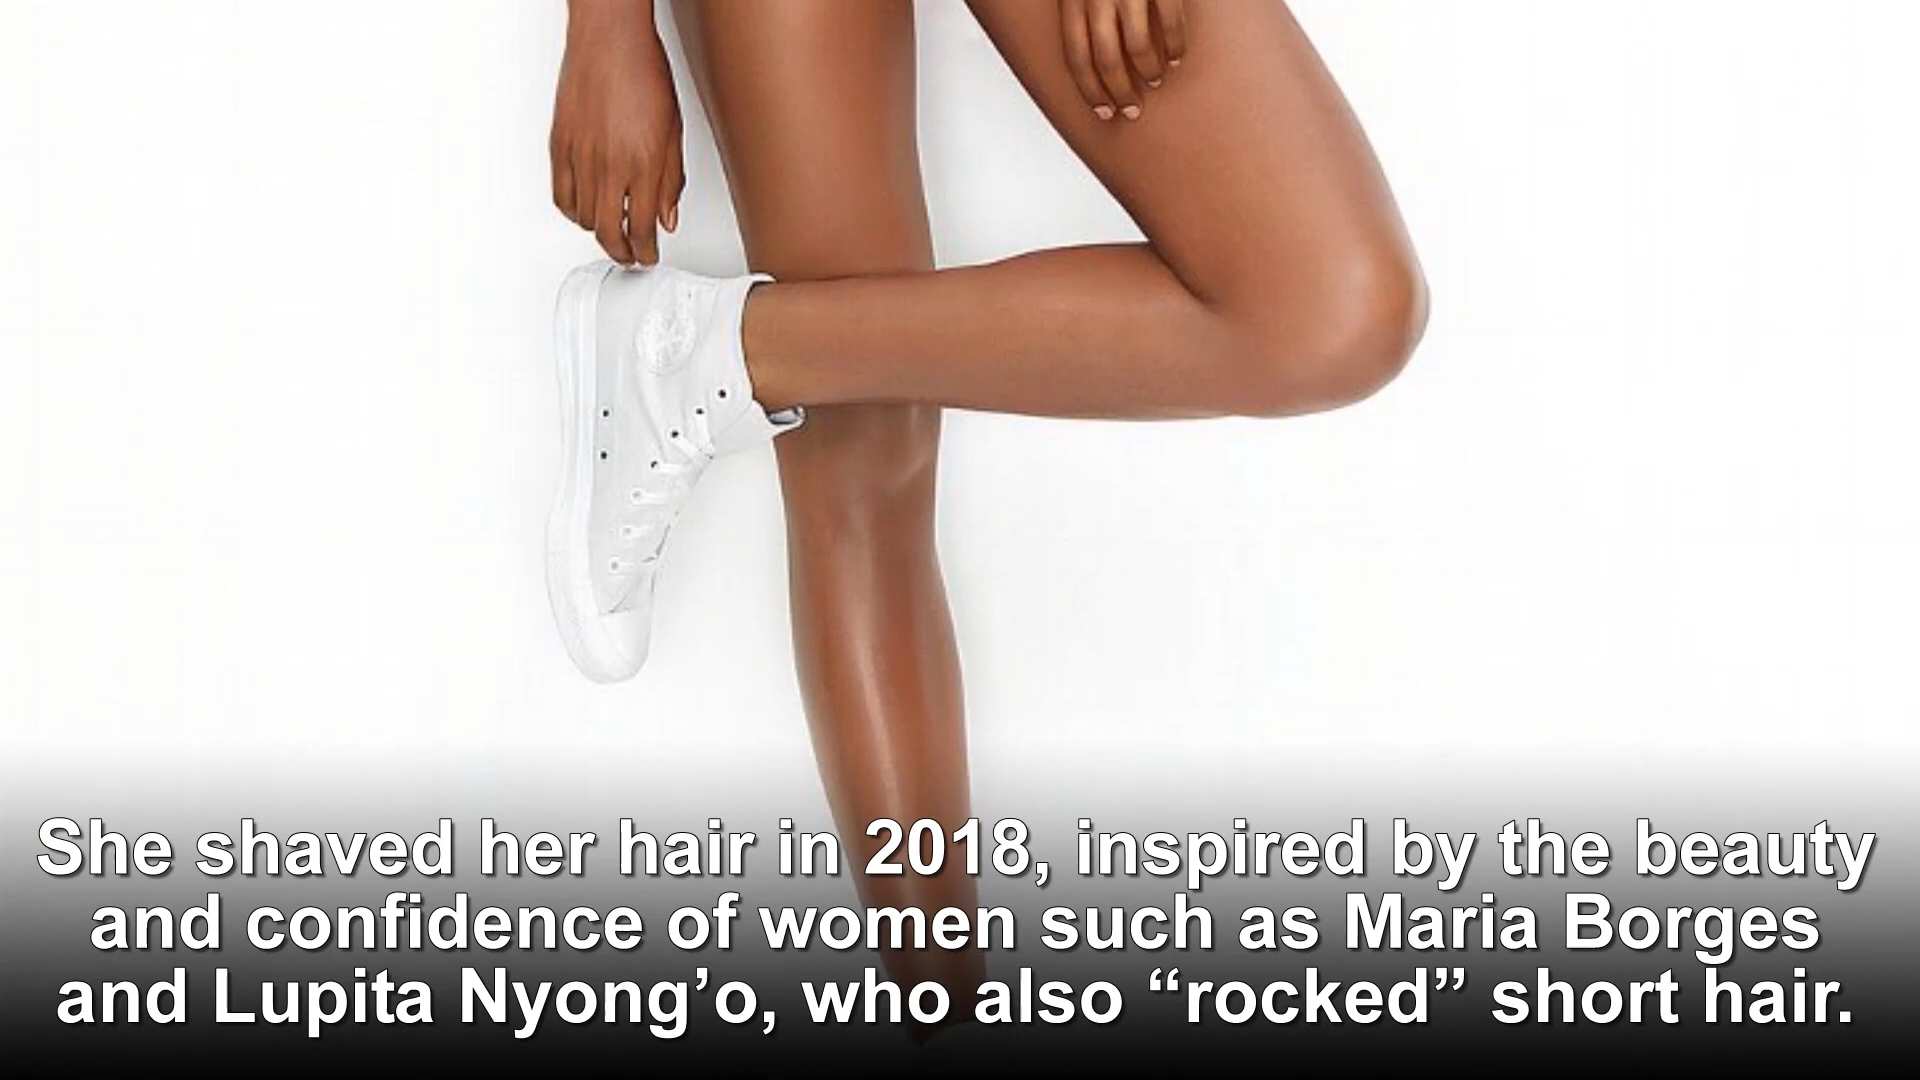 She shaved her hair in 2018, inspired by the beauty
and confidence of women such as Maria Borges
and Lupita Nyong’o, who also “rocked” short hair.